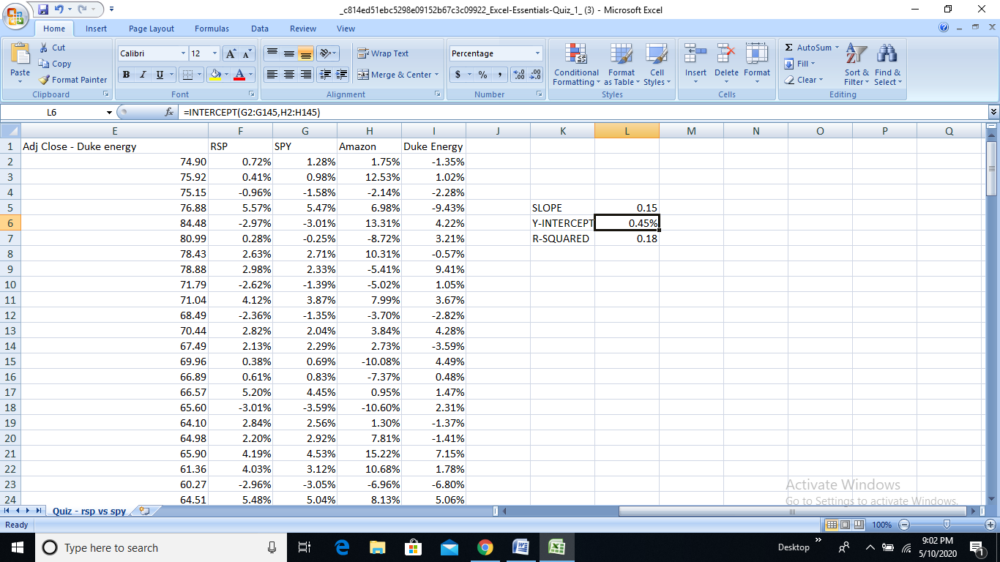 _c814ed51ebc5298e09152b67c3c09922_Excel-Essentials-Quiz_1_ (3) - Microsoft Excel
Home Insert Page Layout Formulas Data Review View
Paste
Cut
Copy
Format Painter
Clipboard
Calibri 12 A A
B I U A
Font
Wrap Text
Merge & Center
Alignment
Percentage
$ % , .0 .00 .00 .0
Number
Conditional Formatting
Format as Table
Cell Styles
Styles
Insert Delete Format
Cells
Σ AutoSum
Fill
Clear
Sort & Filter
Find & Select
Editing
L6 fx =INTERCEPT(G2:G145,H2:H145)
E F G H I J K L M N O P Q
1 Adj Close - Duke energy RSP SPY Amazon Duke Energy
2 74.90 0.72% 1.28% 1.75% -1.35%
3 75.92 0.41% 0.98% 12.53% 1.02%
4 75.15 -0.96% -1.58% -2.14% -2.28%
5 76.88 5.57% 5.47% 6.98% -9.43% SLOPE 0.15
6 84.48 -2.97% -3.01% 13.31% 4.22% Y-INTERCEPT 0.45%
7 80.99 0.28% -0.25% -8.72% 3.21% R-SQUARED 0.18
8 78.43 2.63% 2.71% 10.31% -0.57%
9 78.88 2.98% 2.33% -5.41% 9.41%
10 71.79 -2.62% -1.39% -5.02% 1.05%
11 71.04 4.12% 3.87% 7.99% 3.67%
12 68.49 -2.36% -1.35% -3.70% -2.82%
13 70.44 2.82% 2.04% 3.84% 4.28%
14 67.49 2.13% 2.29% 2.73% -3.59%
15 69.96 0.38% 0.69% -10.08% 4.49%
16 66.89 0.61% 0.83% -7.37% 0.48%
17 66.57 5.20% 4.45% 0.95% 1.47%
18 65.60 -3.01% -3.59% -10.60% 2.31%
19 64.10 2.84% 2.56% 1.30% -1.37%
20 64.98 2.20% 2.92% 7.81% -1.41%
21 65.90 4.19% 4.53% 15.22% 7.15%
22 61.36 4.03% 3.12% 10.68% 1.78%
23 60.27 -2.96% -3.05% -6.96% -6.80%
24 64.51 5.48% 5.04% 8.13% 5.06%
Activate Windows
Go to Settings to activate Windows.
Quiz - rsp vs spy
Ready 100%
Type here to search
Desktop
9:02 PM
5/10/2020
1